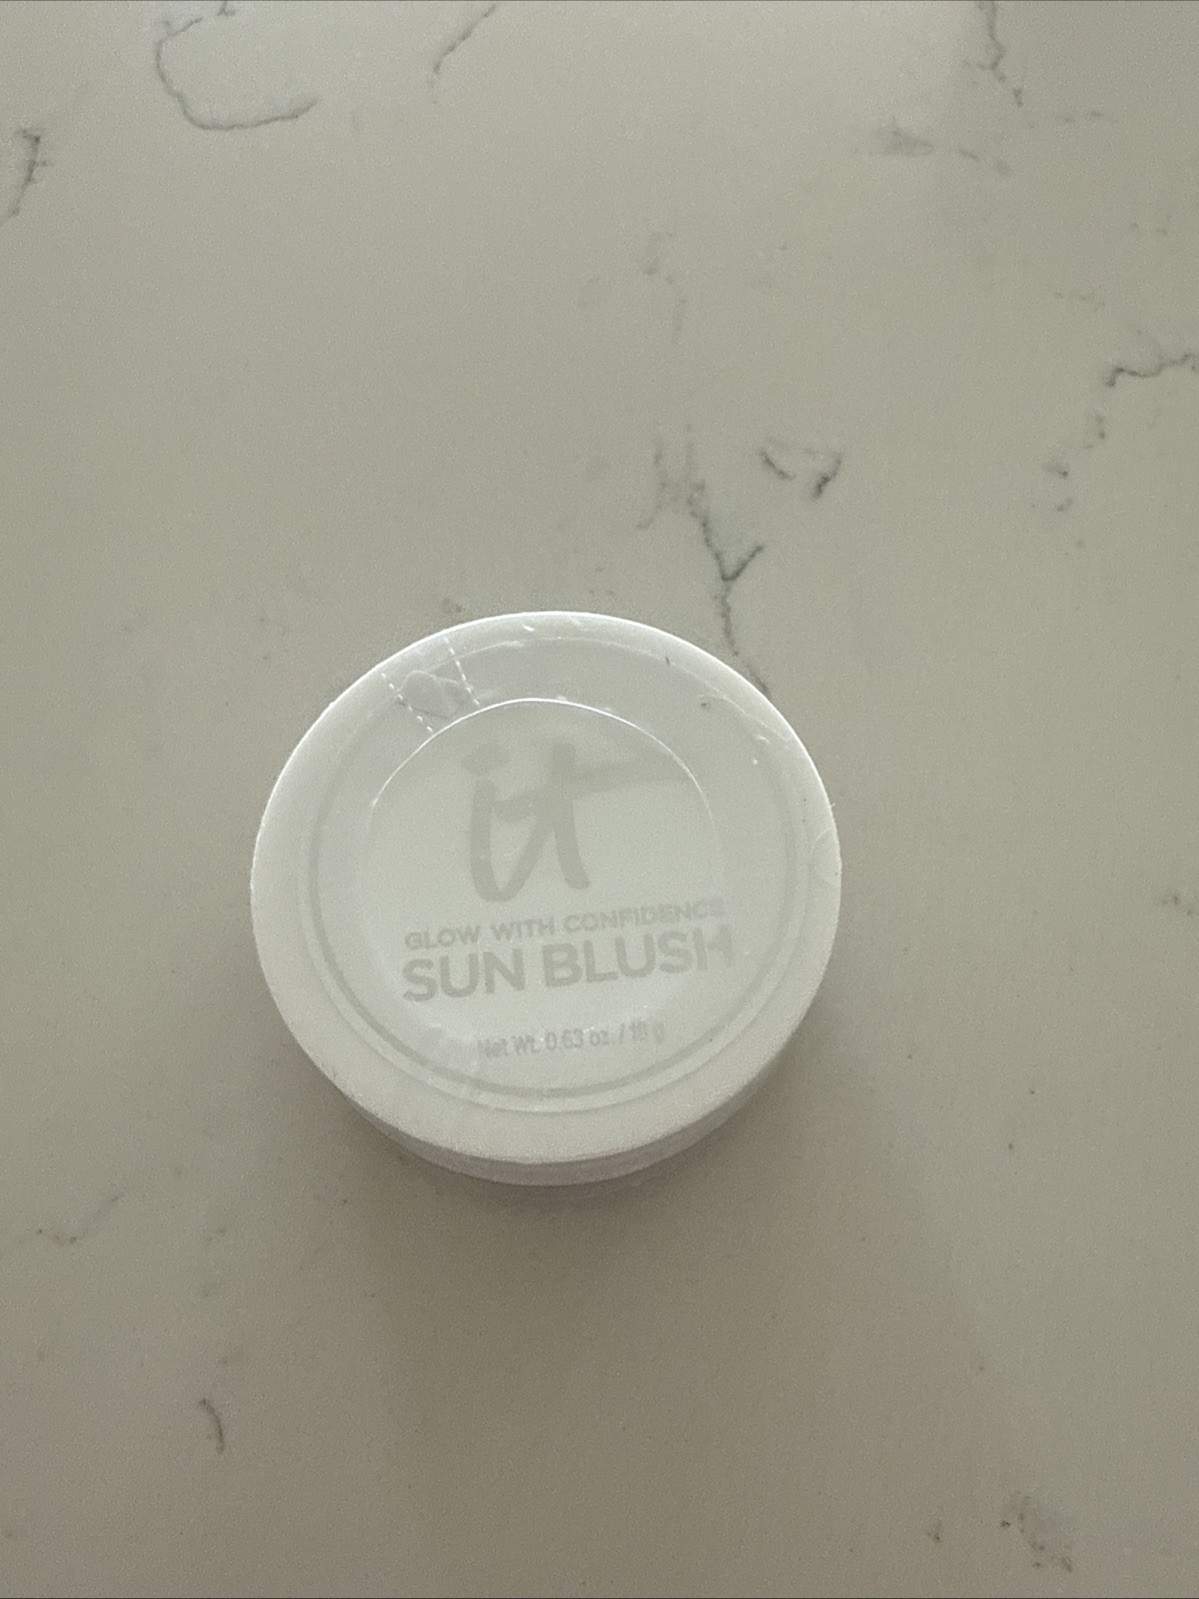 it
GLOW WITH CONFIDENCE
SUN BLUSH
Net Wt. 0.63 oz. / 18 g